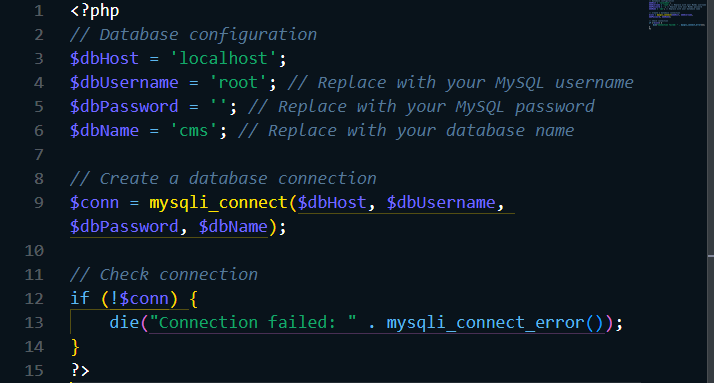 1 <?php
2 // Database configuration
3 $dbHost = 'localhost';
4 $dbUsername = 'root'; // Replace with your MySQL username
5 $dbPassword = ''; // Replace with your MySQL password
6 $dbName = 'cms'; // Replace with your database name
7
8 // Create a database connection
9 $conn = mysqli_connect($dbHost, $dbUsername,
$dbPassword, $dbName);
10
11 // Check connection
12 if (!$conn) {
13     die("Connection failed: " . mysqli_connect_error());
14 }
15 ?>